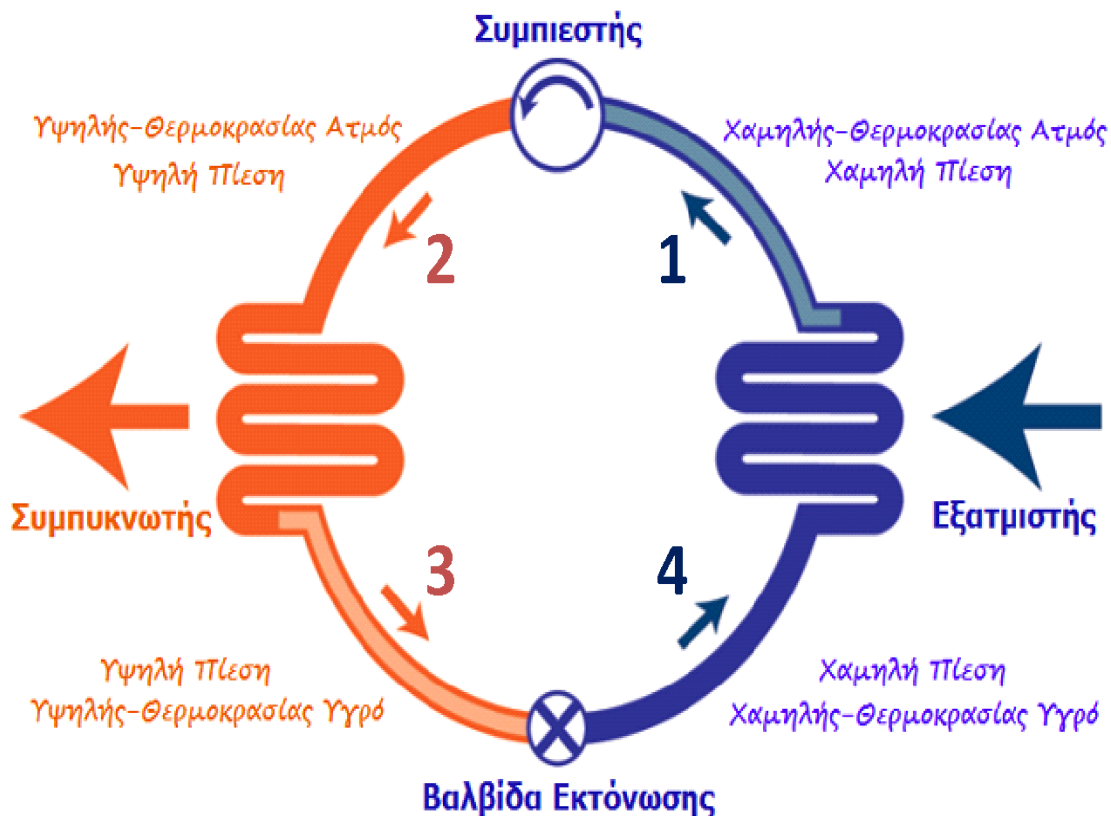 Συμπιεστής
Υψηλής-Θερμοκρασίας Ατμός
Υψηλή Πίεση
Χαμηλής-Θερμοκρασίας Ατμός
Χαμηλή Πίεση
2
1
Συμπυκνωτής
Εξατμιστής
3
4
Υψηλή Πίεση
Υψηλής-Θερμοκρασίας Υγρό
Χαμηλή Πίεση
Χαμηλής-Θερμοκρασίας Υγρό
Βαλβίδα Εκτόνωσης